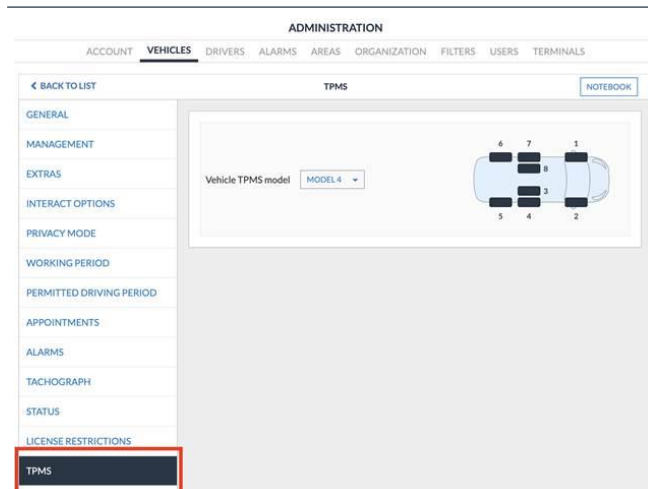 ADMINISTRATION
ACCOUNT VEHICLES DRIVERS ALARMS AREAS ORGANIZATION FILTERS USERS TERMINALS
BACK TO LIST TPMS NOTEBOOK
GENERAL
MANAGEMENT
EXTRAS
INTERACT OPTIONS
PRIVACY MODE
WORKING PERIOD
PERMITTED DRIVING PERIOD
APPOINTMENTS
ALARMS
TACHOGRAPH
STATUS
LICENSE RESTRICTIONS
TPMS
Vehicle TPMS model MODEL 4
6 7 1
8
3
5 4 2